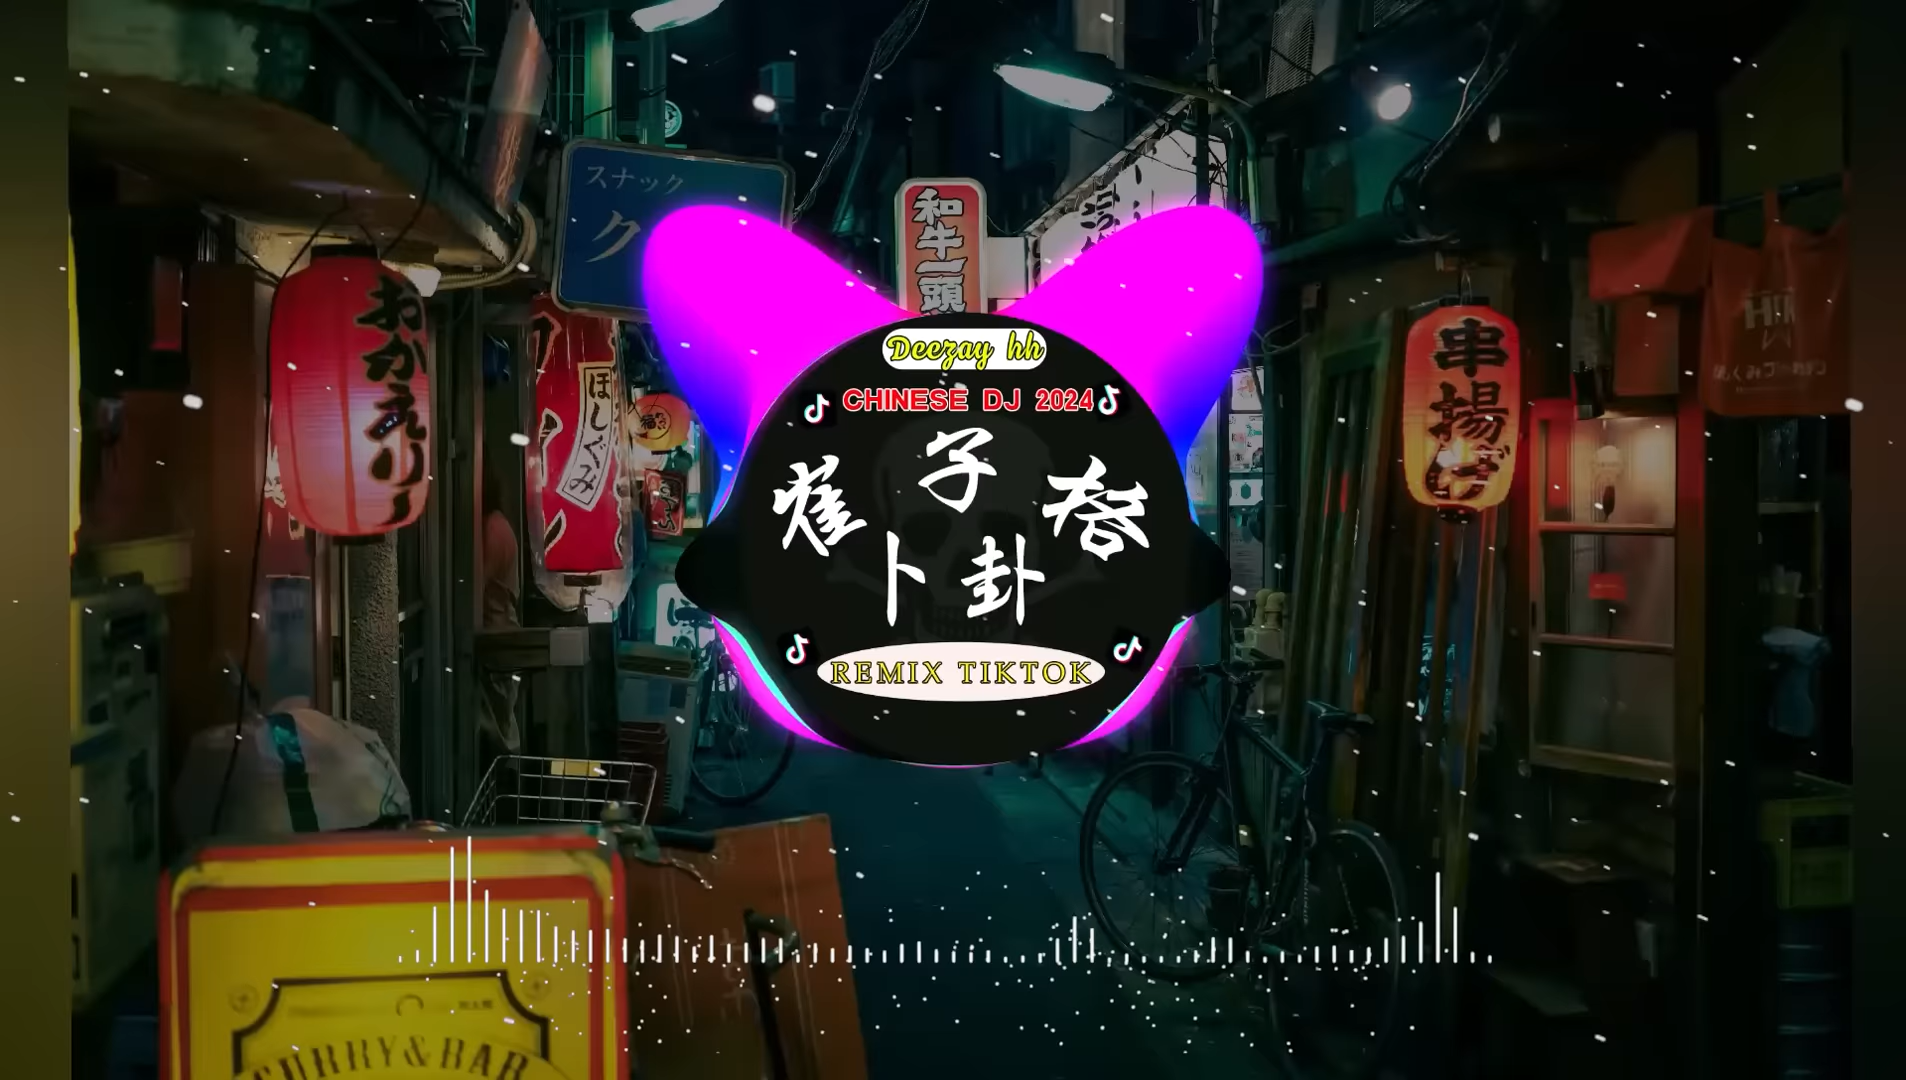 スナック
ク
和牛一頭
おかえりー
ほしぐみ
串揚げ
Deezay hh
CHINESE DJ 2024
崔子格
卜卦
REMIX TIKTOK
CURRY&BAR